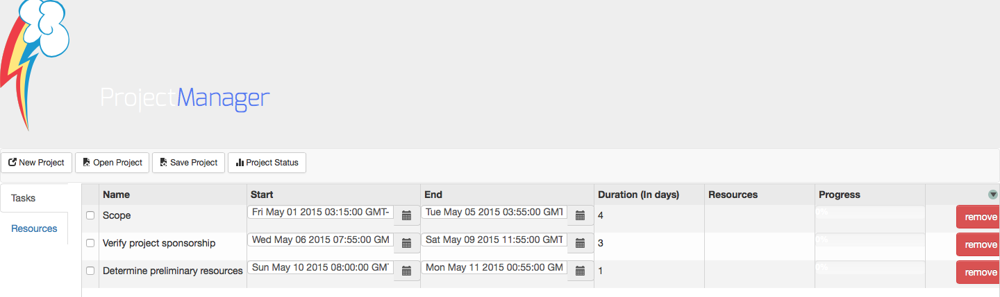 ProjectManager
New Project Open Project Save Project Project Status
Tasks
Resources
Name Start End Duration (In days) Resources Progress
Scope Fri May 01 2015 03:15:00 GMT- Tue May 05 2015 03:55:00 GMT 4 0% remove
Verify project sponsorship Wed May 06 2015 07:55:00 GM Sat May 09 2015 11:55:00 GMT 3 0% remove
Determine preliminary resources Sun May 10 2015 08:00:00 GMT Mon May 11 2015 00:55:00 GM 1 0% remove